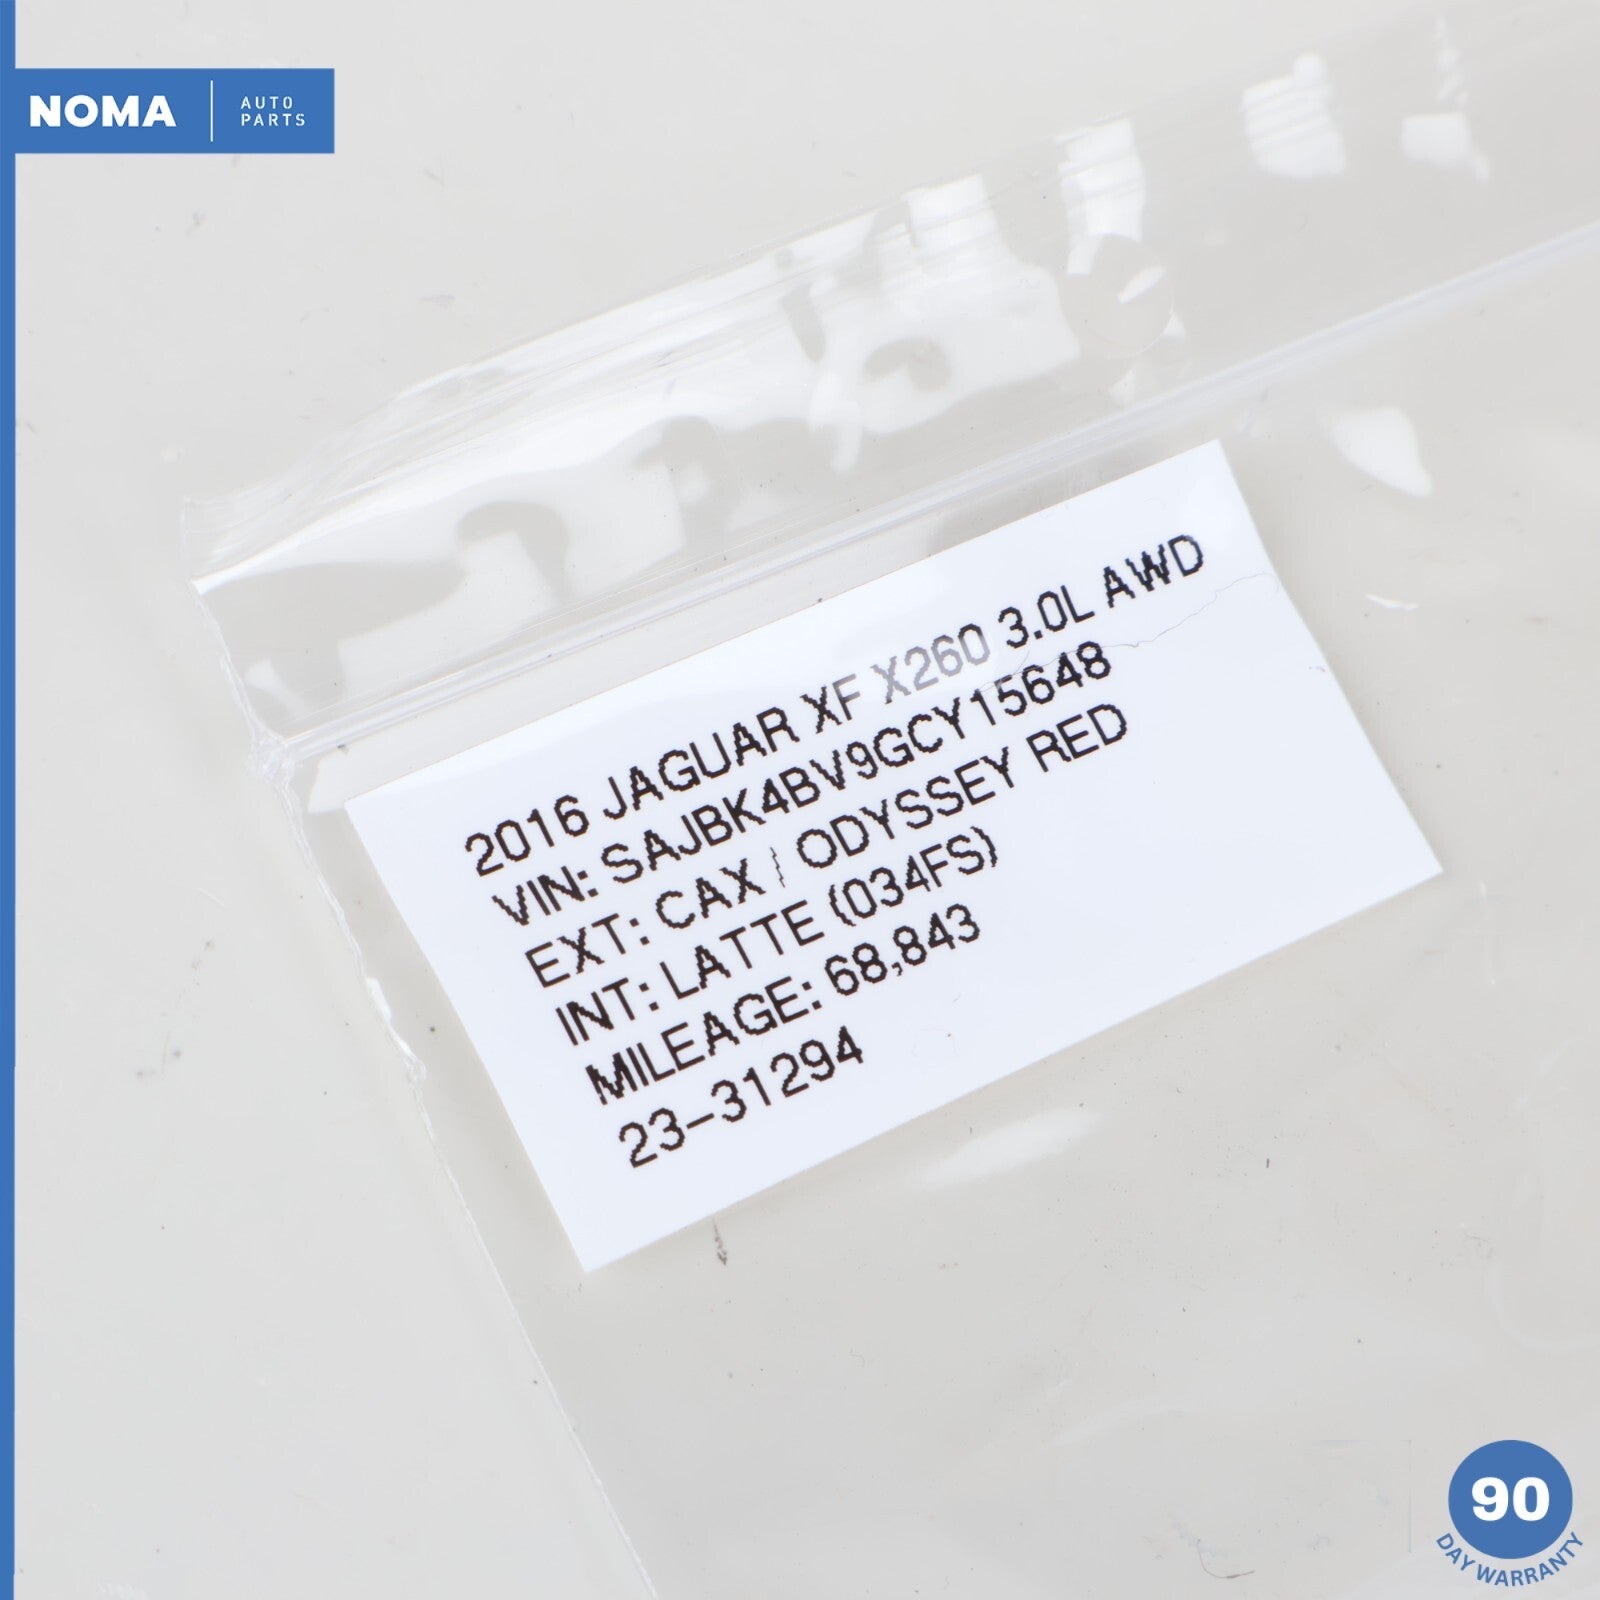 NOMA
AUTO
PARTS
2016 JAGUAR XF X260 3.0L AWD
VIN: SAJBK4BV9GCY15648
EXT: CAX / ODYSSEY RED
INT: LATTE (034FS)
MILEAGE: 68,843
23-31294
90
DAY WARRANTY